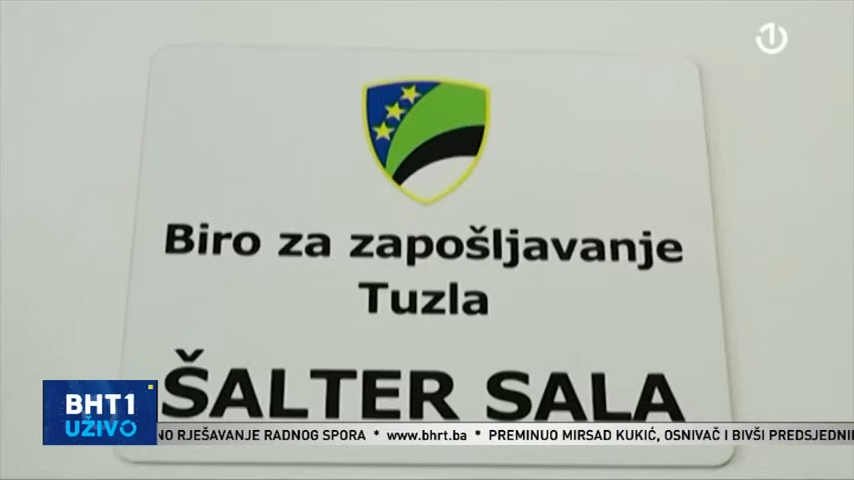 Biro za zapošljavanje
Tuzla
ŠALTER SALA
BHT1
UŽIVO
NO RJEŠAVANJE RADNOG SPORA * www.bhrt.ba * PREMINUO MIRSAD KUKIĆ, OSNIVAČ I BIVŠI PREDSJEDNI